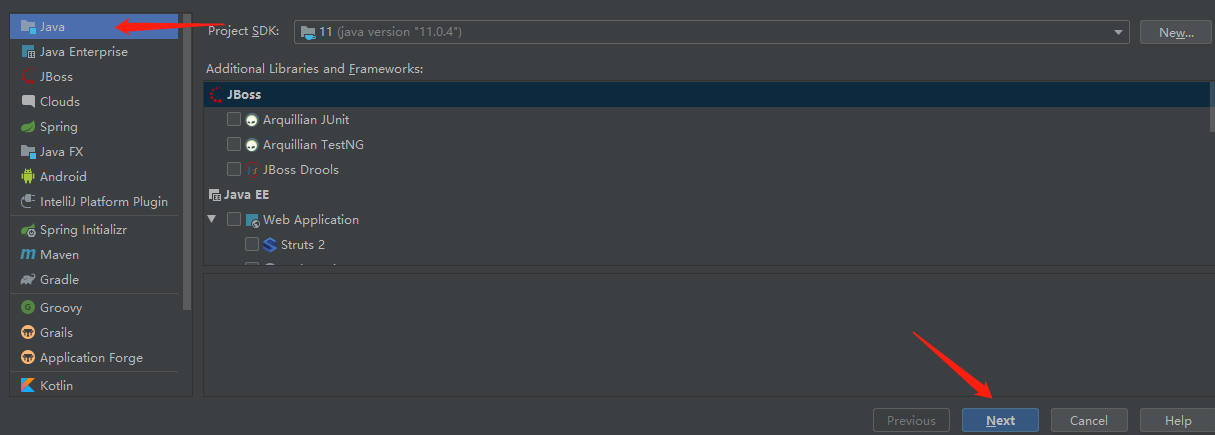 Java
Java Enterprise
JBoss
Clouds
Spring
Java FX
Android
IntelliJ Platform Plugin
Spring Initializr
Maven
Gradle
Groovy
Grails
Application Forge
Kotlin
Project SDK: 11 (java version "11.0.4") New...
Additional Libraries and Frameworks:
JBoss
Arquillian JUnit
Arquillian TestNG
JBoss Drools
Java EE
Web Application
Struts 2
Previous Next Cancel Help